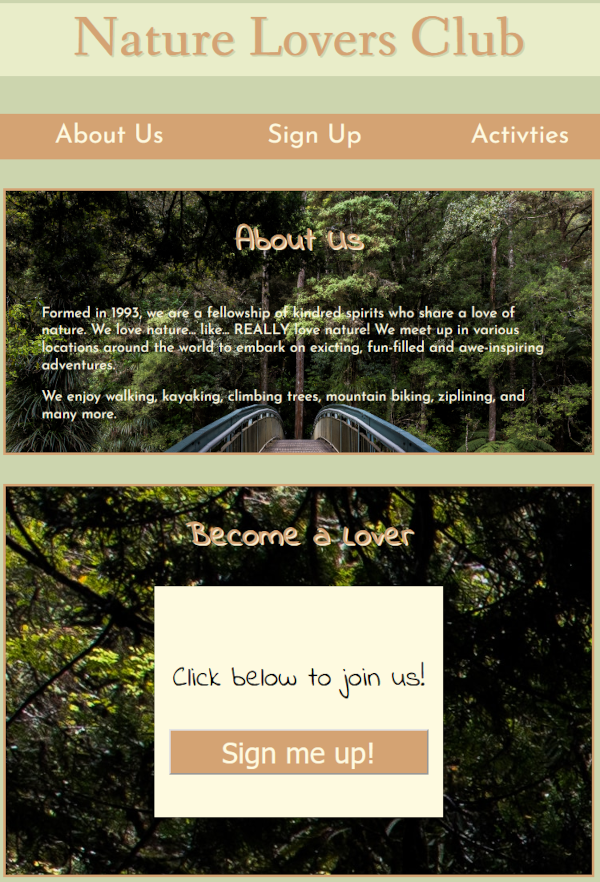 Nature Lovers Club
About Us Sign Up Activties
About Us
Formed in 1993, we are a fellowship of kindred spirits who share a love of
nature. We love nature... like... REALLY love nature! We meet up in various
locations around the world to embark on exicting, fun-filled and awe-inspiring
adventures.
We enjoy walking, kayaking, climbing trees, mountain biking, ziplining, and
many more.
Become a Lover
Click below to join us!
Sign me up!